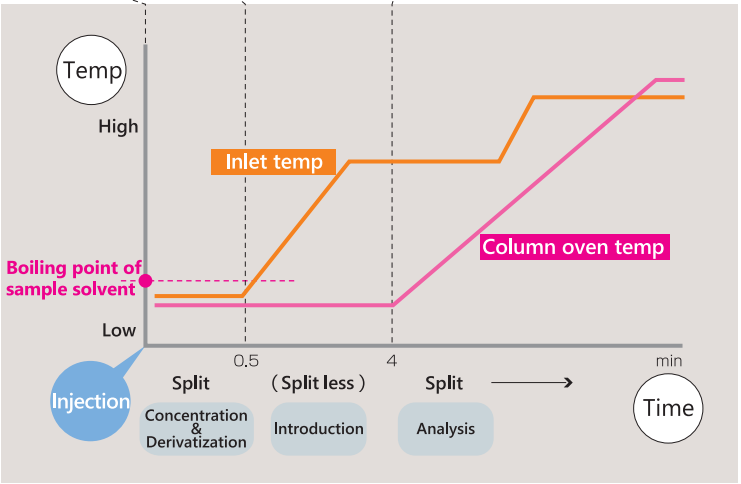 Temp
High
Inlet temp
Column oven temp
Boiling point of
sample solvent
Low
0.5
4
min
Injection
Split
(Split less)
Split
Time
Concentration
&
Derivatization
Introduction
Analysis